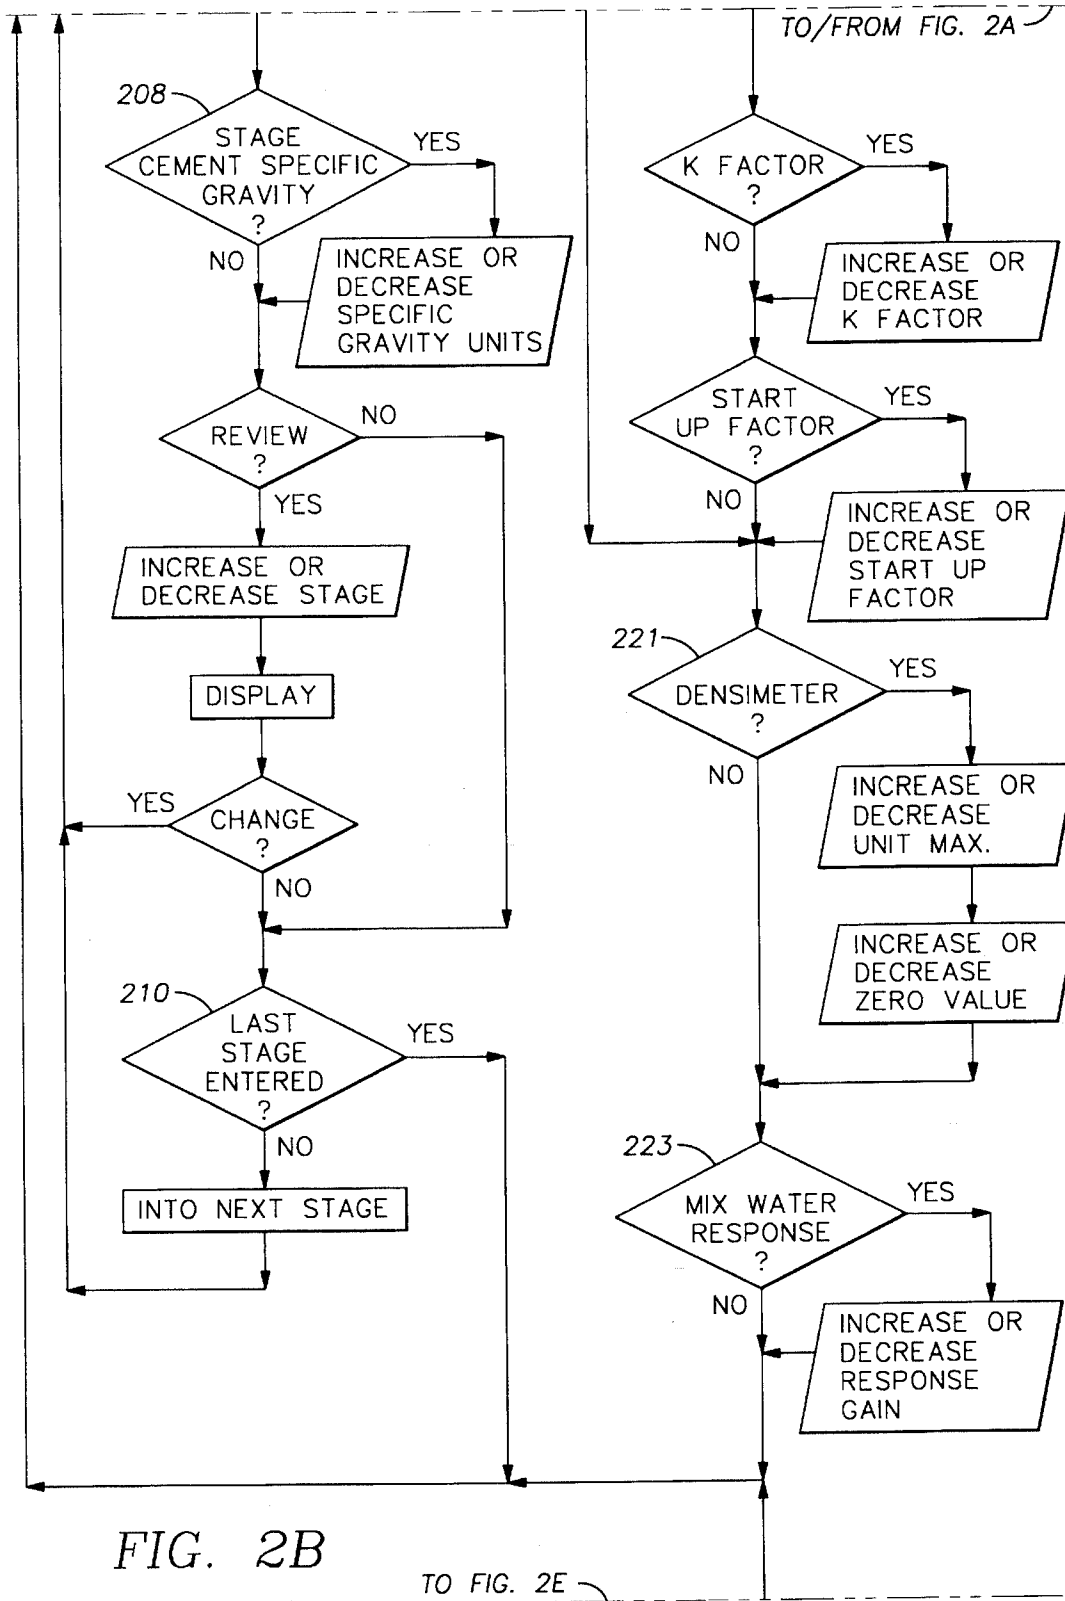 TO/FROM FIG. 2A
208
STAGE
CEMENT SPECIFIC
GRAVITY
?
YES
NO
INCREASE OR
DECREASE
SPECIFIC
GRAVITY UNITS
REVIEW
?
NO
YES
INCREASE OR
DECREASE STAGE
DISPLAY
CHANGE
?
YES
NO
210
LAST
STAGE
ENTERED
?
YES
NO
INTO NEXT STAGE
K FACTOR
?
YES
NO
INCREASE OR
DECREASE
K FACTOR
START
UP FACTOR
?
YES
NO
INCREASE OR
DECREASE
START UP
FACTOR
221
DENSIMETER
?
YES
NO
INCREASE OR
DECREASE
UNIT MAX.
INCREASE OR
DECREASE
ZERO VALUE
223
MIX WATER
RESPONSE
?
YES
NO
INCREASE OR
DECREASE
RESPONSE
GAIN
FIG. 2B
TO FIG. 2E